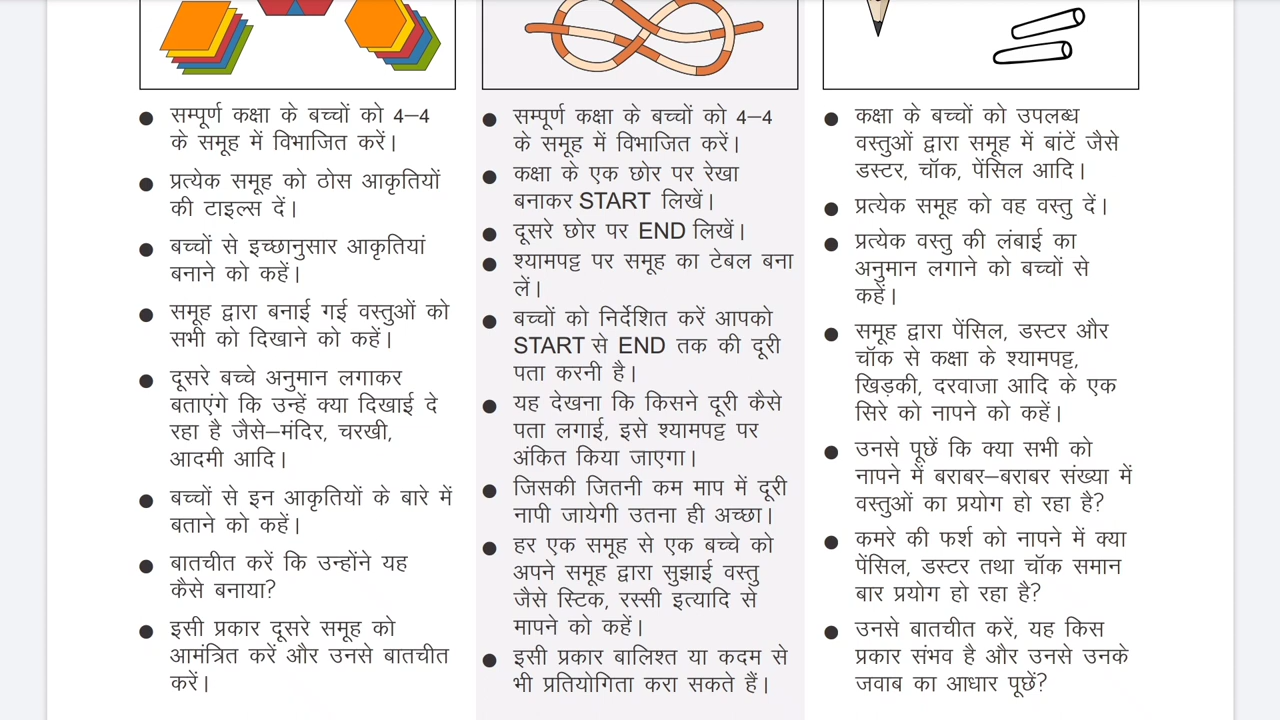 सम्पूर्ण कक्षा के बच्चों को 4–4
के समूह में विभाजित करें।
प्रत्येक समूह को ठोस आकृतियों
की टाइल्स दें।
बच्चों से इच्छानुसार आकृतियां
बनाने को कहें।
समूह द्वारा बनाई गई वस्तुओं को
सभी को दिखाने को कहें।
दूसरे बच्चे अनुमान लगाकर
बताएंगे कि उन्हें क्या दिखाई दे
रहा है जैसे–मंदिर, चरखी,
आदमी आदि।
बच्चों से इन आकृतियों के बारे में
बताने को कहें।
बातचीत करें कि उन्होंने यह
कैसे बनाया?
इसी प्रकार दूसरे समूह को
आमंत्रित करें और उनसे बातचीत
करें।
सम्पूर्ण कक्षा के बच्चों को 4–4
के समूह में विभाजित करें।
कक्षा के एक छोर पर रेखा
बनाकर START लिखें।
दूसरे छोर पर END लिखें।
श्यामपट्ट पर समूह का टेबल बना
लें।
बच्चों को निर्देशित करें आपको
START से END तक की दूरी
पता करनी है।
यह देखना कि किसने दूरी कैसे
पता लगाई, इसे श्यामपट्ट पर
अंकित किया जाएगा।
जिसकी जितनी कम माप में दूरी
नापी जायेगी उतना ही अच्छा।
हर एक समूह से एक बच्चे को
अपने समूह द्वारा सुझाई वस्तु
जैसे स्टिक, रस्सी इत्यादि से
मापने को कहें।
इसी प्रकार बालिश्त या कदम से
भी प्रतियोगिता करा सकते हैं।
कक्षा के बच्चों को उपलब्ध
वस्तुओं द्वारा समूह में बांटें जैसे
डस्टर, चॉक, पेंसिल आदि।
प्रत्येक समूह को वह वस्तु दें।
प्रत्येक वस्तु की लंबाई का
अनुमान लगाने को बच्चों से
कहें।
समूह द्वारा पेंसिल, डस्टर और
चॉक से कक्षा के श्यामपट्ट,
खिड़की, दरवाजा आदि के एक
सिरे को नापने को कहें।
उनसे पूछें कि क्या सभी को
नापने में बराबर–बराबर संख्या में
वस्तुओं का प्रयोग हो रहा है?
कमरे की फर्श को नापने में क्या
पेंसिल, डस्टर तथा चॉक समान
बार प्रयोग हो रहा है?
उनसे बातचीत करें, यह किस
प्रकार संभव है और उनसे उनके
जवाब का आधार पूछें?